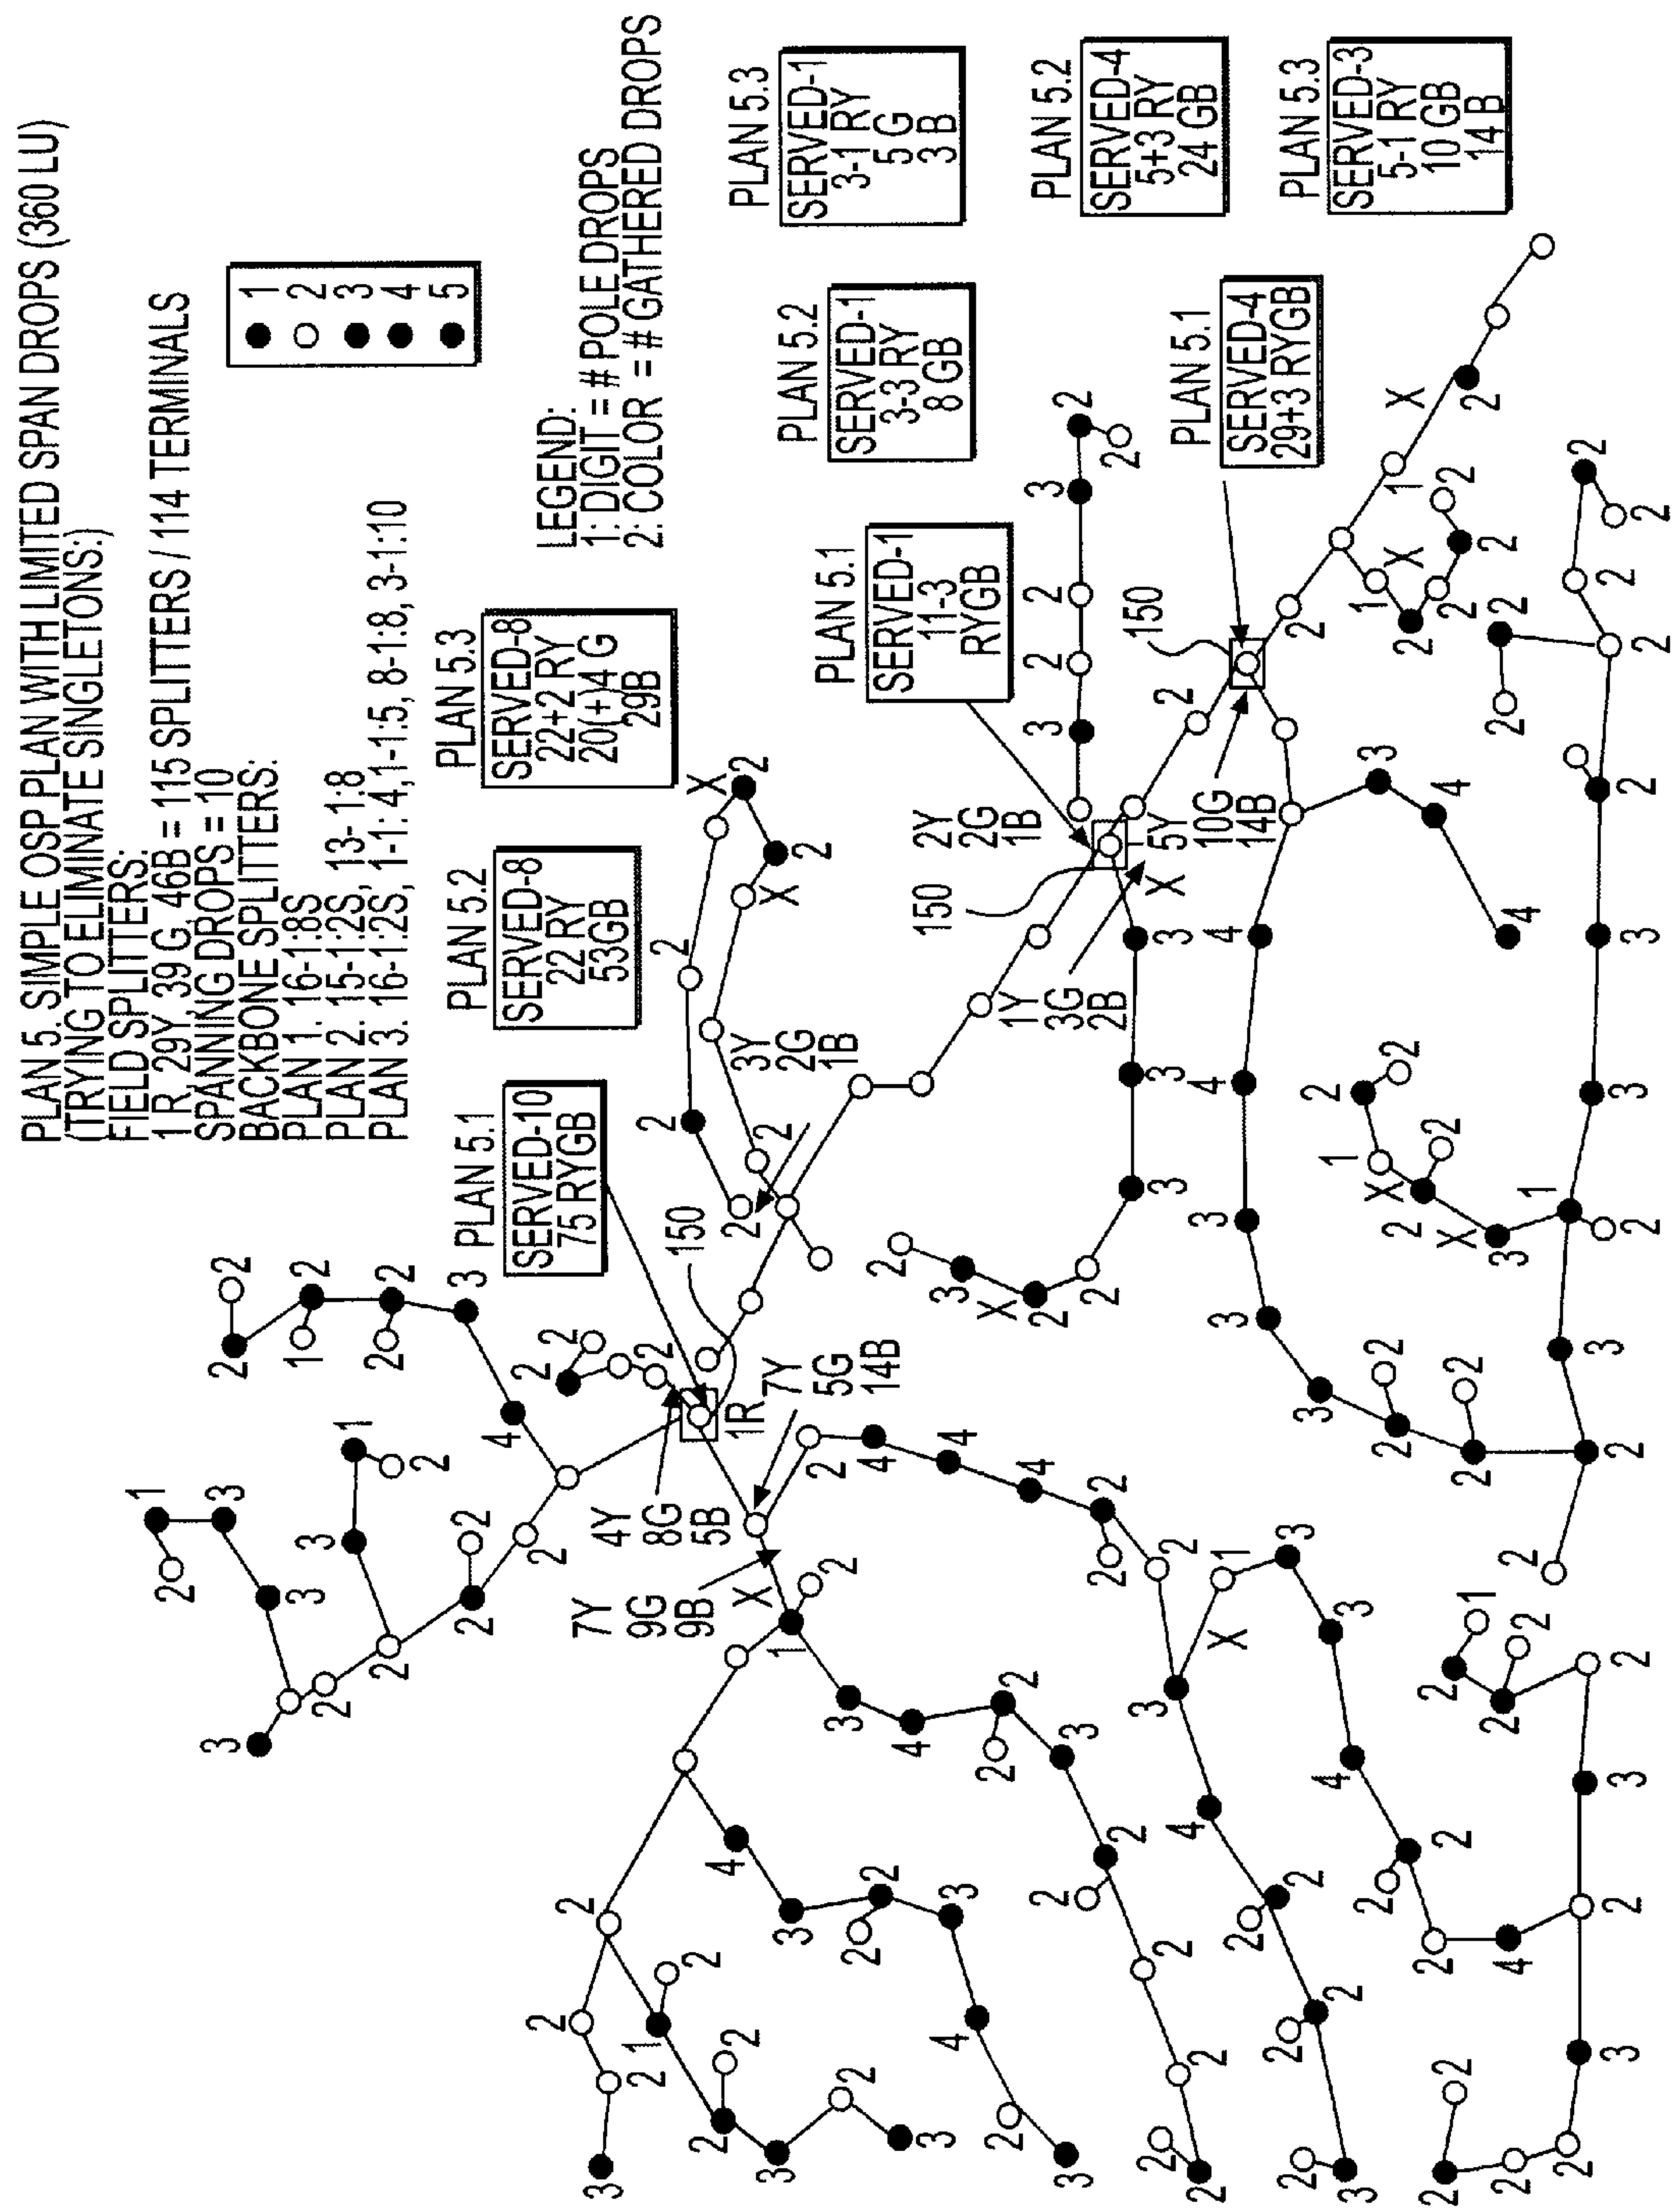 PLAN 5. SIMPLE OSP PLAN WITH LIMITED SPAN DROPS (360 LU)
(TRYING TO ELIMINATE SINGLETONS:)
FIELD SPLITTERS:
1R, 29Y, 39 G, 46B = 115 SPLITTERS / 114 TERMINALS
SPANNING DROPS = 10
BACKBONE SPLITTERS:
PLAN 1. 16-1:8S
PLAN 2. 15-1:2S, 13- 1:8
PLAN 3. 16-1:2S, 1-1: 4,1-1:5, 8-1:8, 3-1:10
1
2
3
4
5
LEGEND:
1: DIGIT = # POLE DROPS
2: COLOR = # GATHERED DROPS
PLAN 5.1
SERVED-10
75 RYGB
PLAN 5.2
SERVED-8
22 RY
53GB
PLAN 5.3
SERVED-8
22+2 RY
20(+)4 G
29B
PLAN 5.1
SERVED-1
11-3
RYGB
PLAN 5.2
SERVED-1
3-3 RY
8 GB
PLAN 5.3
SERVED-1
3-1 RY
5 G
3 B
PLAN 5.1
SERVED-4
29+3 RYGB
PLAN 5.2
SERVED-4
5+3 RY
24 GB
PLAN 5.3
SERVED-3
5-1 RY
10 GB
14 B
150
150
150
1R
4Y
8G
5B
7Y
9G
9B
7Y
5G
14B
3Y
2G
1B
2Y
2G
1B
1Y
3G
2B
5Y
10G
14B
X
X
X
X
X
X
X
X
X
X